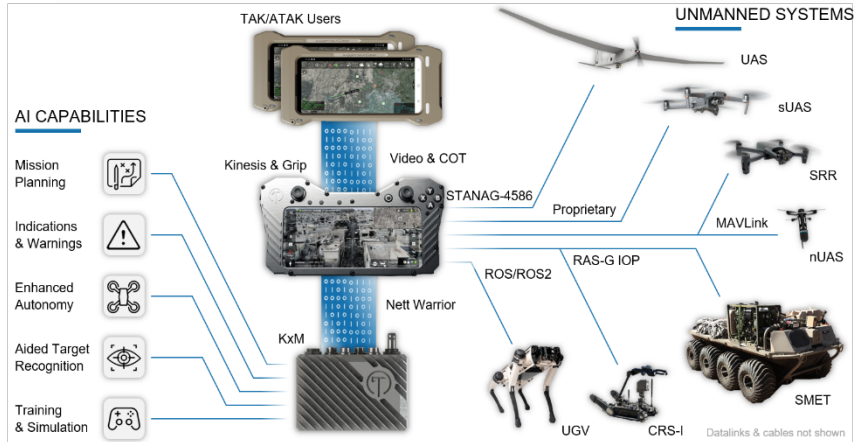 TAK/ATAK Users
UNMANNED SYSTEMS
UAS
sUAS
SRR
nUAS
AI CAPABILITIES
Mission
Planning
Indications
& Warnings
Enhanced
Autonomy
Aided Target
Recognition
Training
& Simulation
Kinesis & Grip
Video & COT
STANAG-4586
Proprietary
MAVLink
RAS-G IOP
ROS/ROS2
Nett Warrior
KxM
UGV
CRS-I
SMET
Datalinks & cables not shown